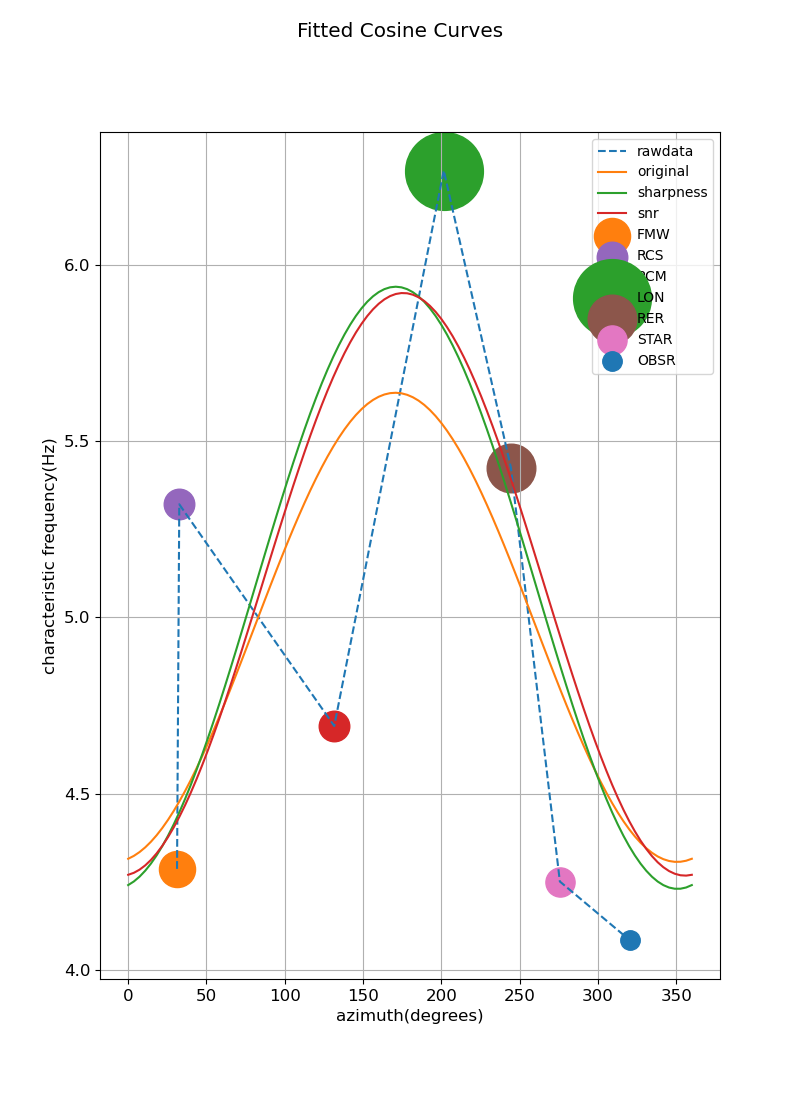 Fitted Cosine Curves
characteristic frequency(Hz)
6.0
5.5
5.0
4.5
4.0
0 50 100 150 200 250 300 350
azimuth(degrees)
rawdata
original
sharpness
snr
FMW
RCS
LON
RER
STAR
OBSR